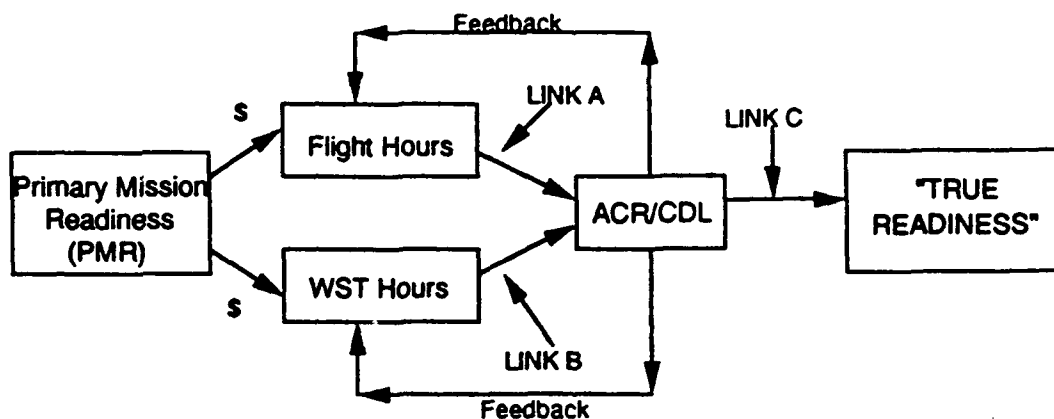 Feedback
LINK A
$
Flight Hours
LINK C
Primary Mission
Readiness
(PMR)
ACR/CDL
"TRUE
READINESS"
WST Hours
$
LINK B
Feedback